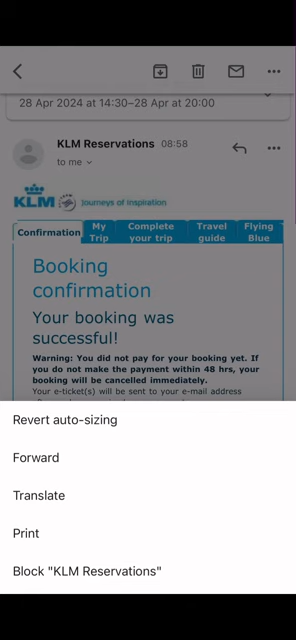 28 Apr 2024 at 14:30–28 Apr at 20:00
KLM Reservations 08:58
to me
KLM Journeys of Inspiration
Confirmation My Trip Complete your trip Travel guide Flying Blue
Booking
confirmation
Your booking was
successful!
Warning: You did not pay for your booking yet. If
you do not make the payment within 48 hrs, your
booking will be cancelled immediately.
Your e-ticket(s) will be sent to your e-mail address
Revert auto-sizing
Forward
Translate
Print
Block "KLM Reservations"